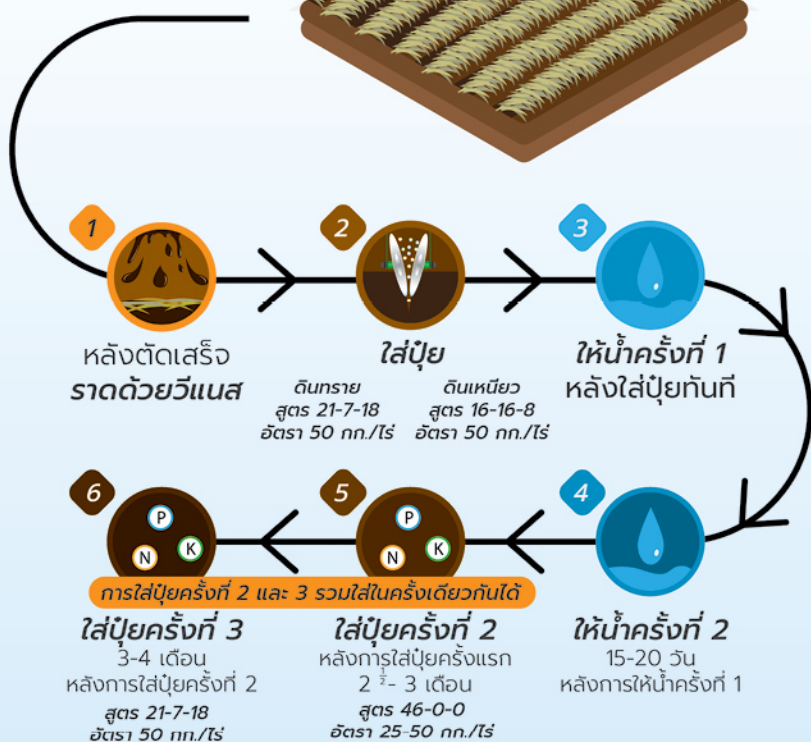 1
หลังตัดเสร็จ
ราดด้วยวีแนส
2
ใส่ปุ๋ย
ดินทราย
สูตร 21-7-18
อัตรา 50 กก./ไร่
ดินเหนียว
สูตร 16-16-8
อัตรา 50 กก./ไร่
3
ให้น้ำครั้งที่ 1
หลังใส่ปุ๋ยทันที
4
ให้น้ำครั้งที่ 2
15-20 วัน
หลังการให้น้ำครั้งที่ 1
5
P
N
K
ใส่ปุ๋ยครั้งที่ 2
หลังการใส่ปุ๋ยครั้งแรก
2 ½ - 3 เดือน
สูตร 46-0-0
อัตรา 25-50 กก./ไร่
6
P
N
K
การใส่ปุ๋ยครั้งที่ 2 และ 3 รวมใส่ในครั้งเดียวกันได้
ใส่ปุ๋ยครั้งที่ 3
3-4 เดือน
หลังการใส่ปุ๋ยครั้งที่ 2
สูตร 21-7-18
อัตรา 50 กก./ไร่